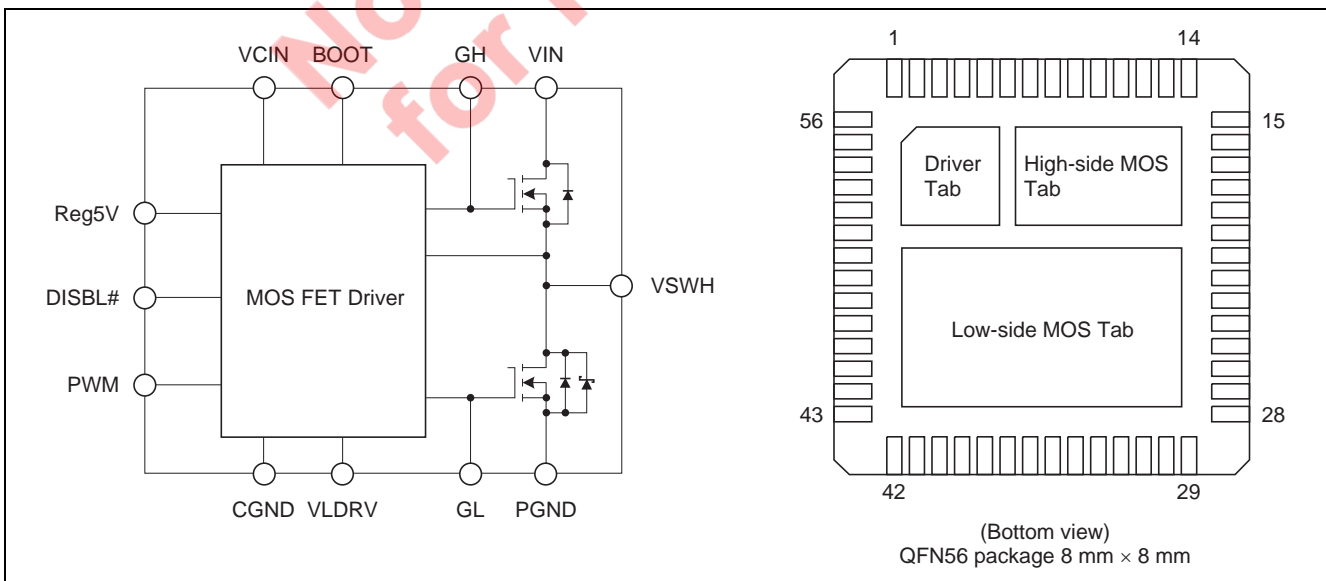 No
for
VCIN BOOT GH VIN
Reg5V
DISBL#
PWM
MOS FET Driver
VSWH
CGND VLDRV GL PGND
1 14
56 15
Driver
Tab
High-side MOS
Tab
Low-side MOS Tab
43 28
42 29
(Bottom view)
QFN56 package 8 mm × 8 mm